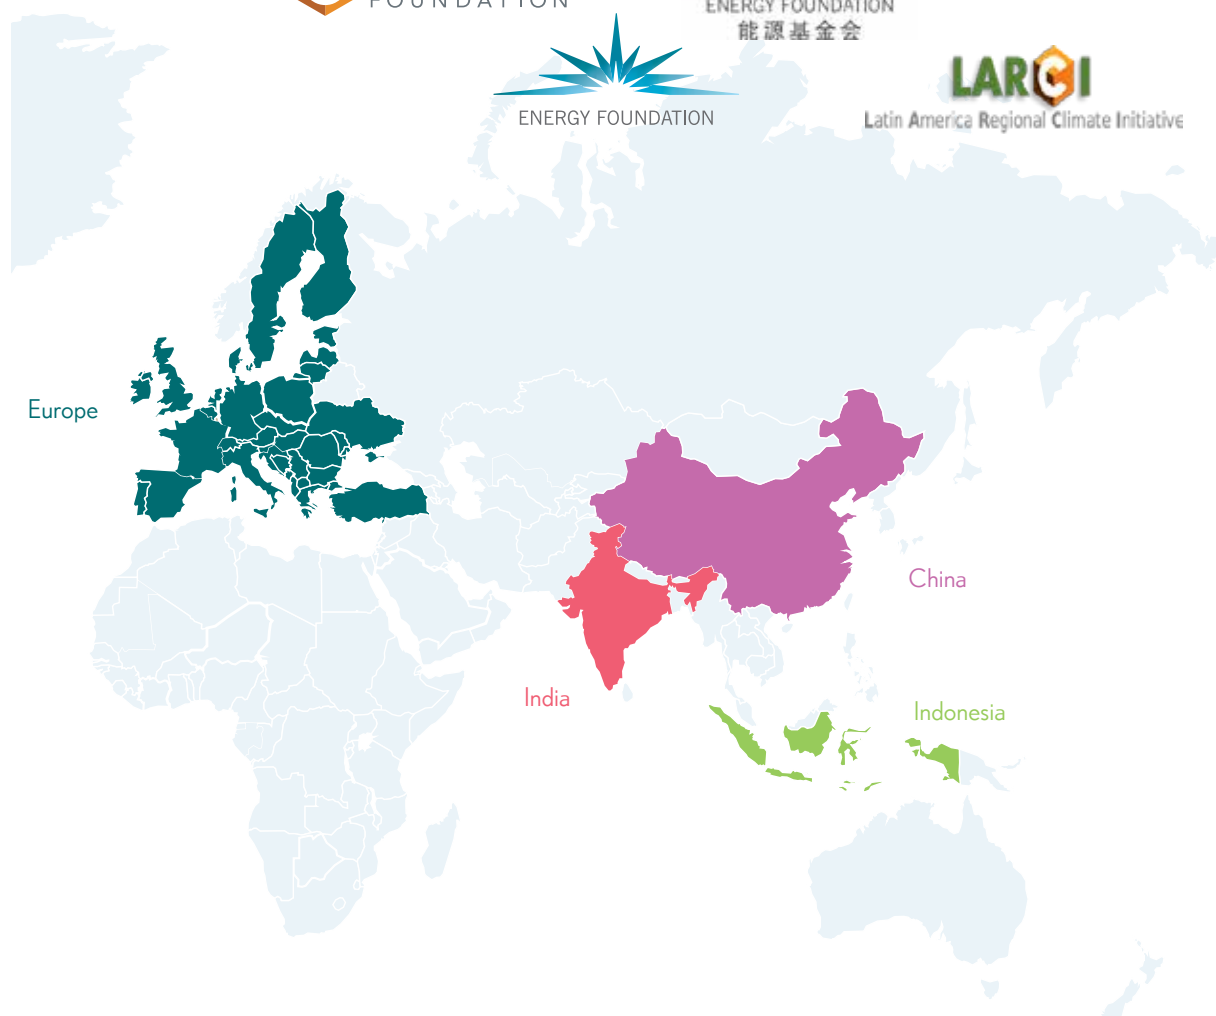 FOUNDATION
ENERGY FOUNDATION
能源基金会
ENERGY FOUNDATION
LARCI
Latin America Regional Climate Initiative
Europe
China
India
Indonesia